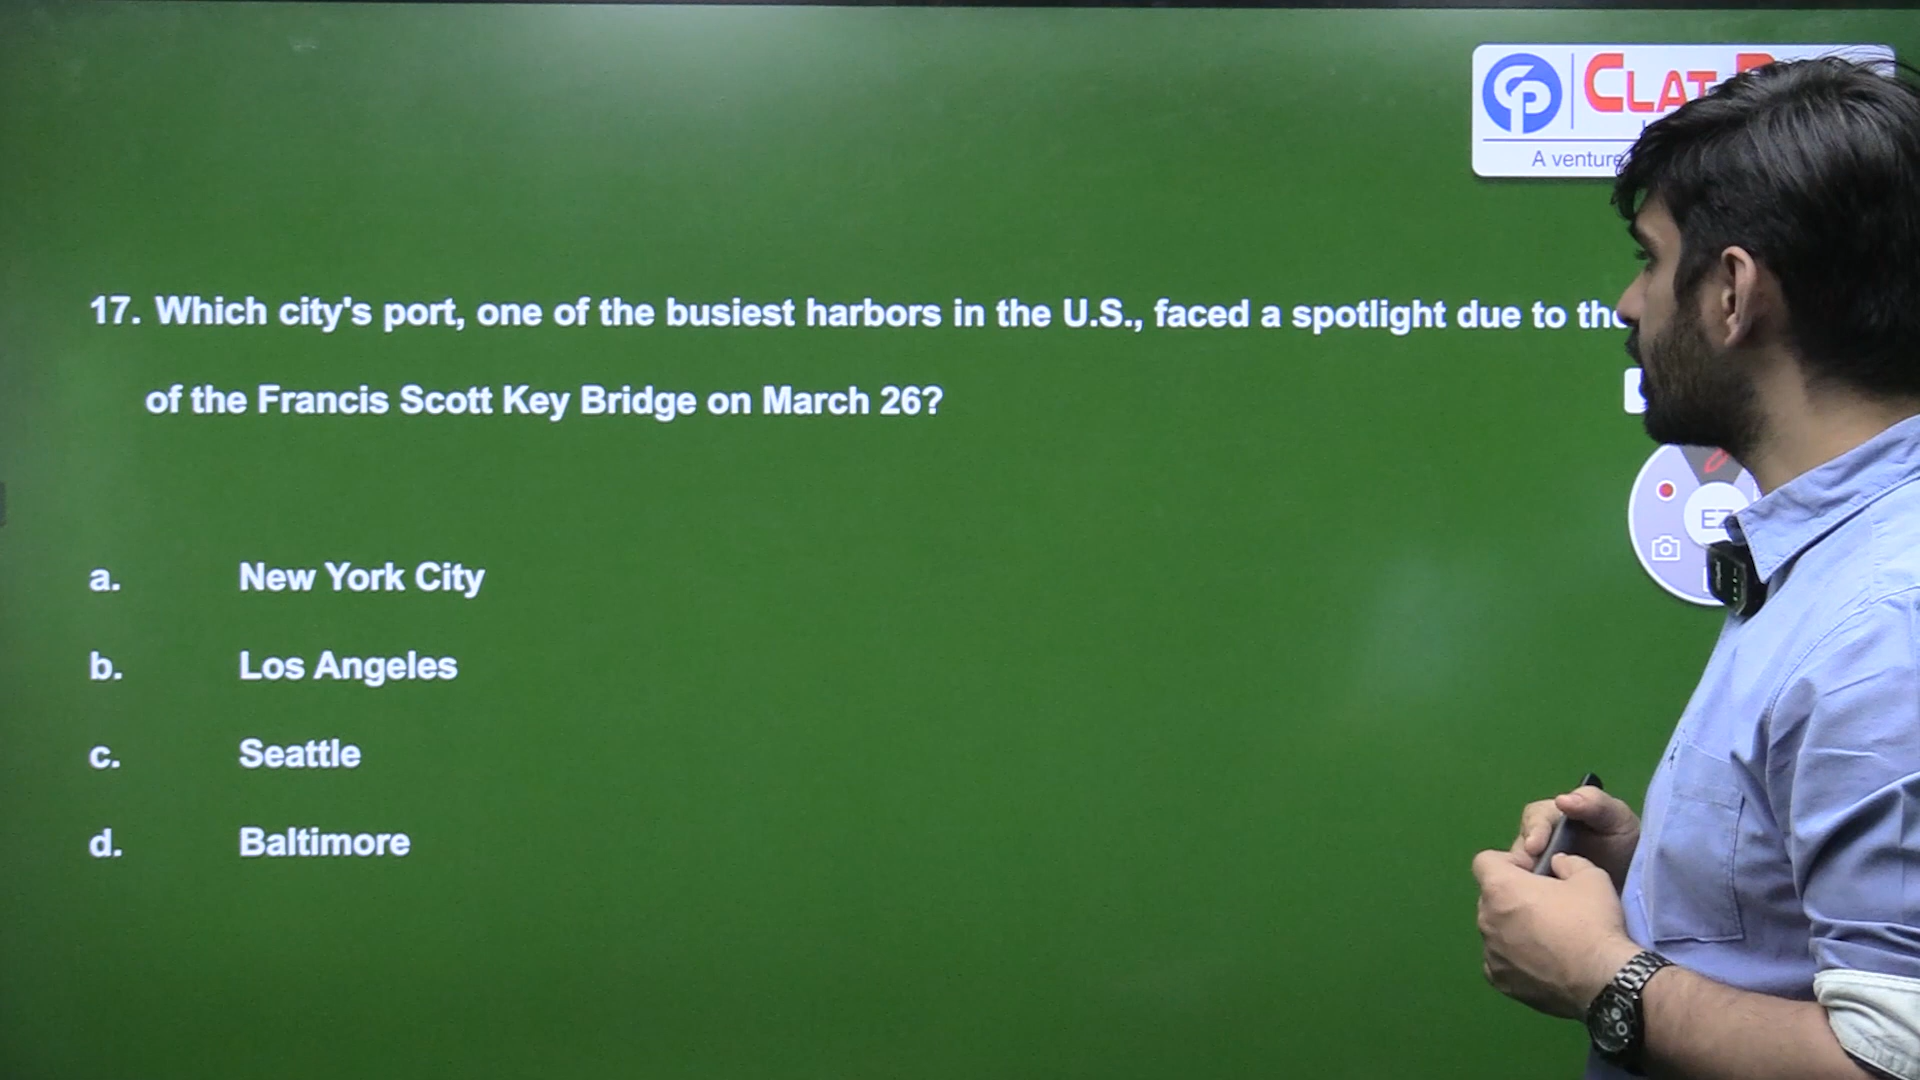 CLAT
A venture
17. Which city's port, one of the busiest harbors in the U.S., faced a spotlight due to the
of the Francis Scott Key Bridge on March 26?
a. New York City
b. Los Angeles
c. Seattle
d. Baltimore